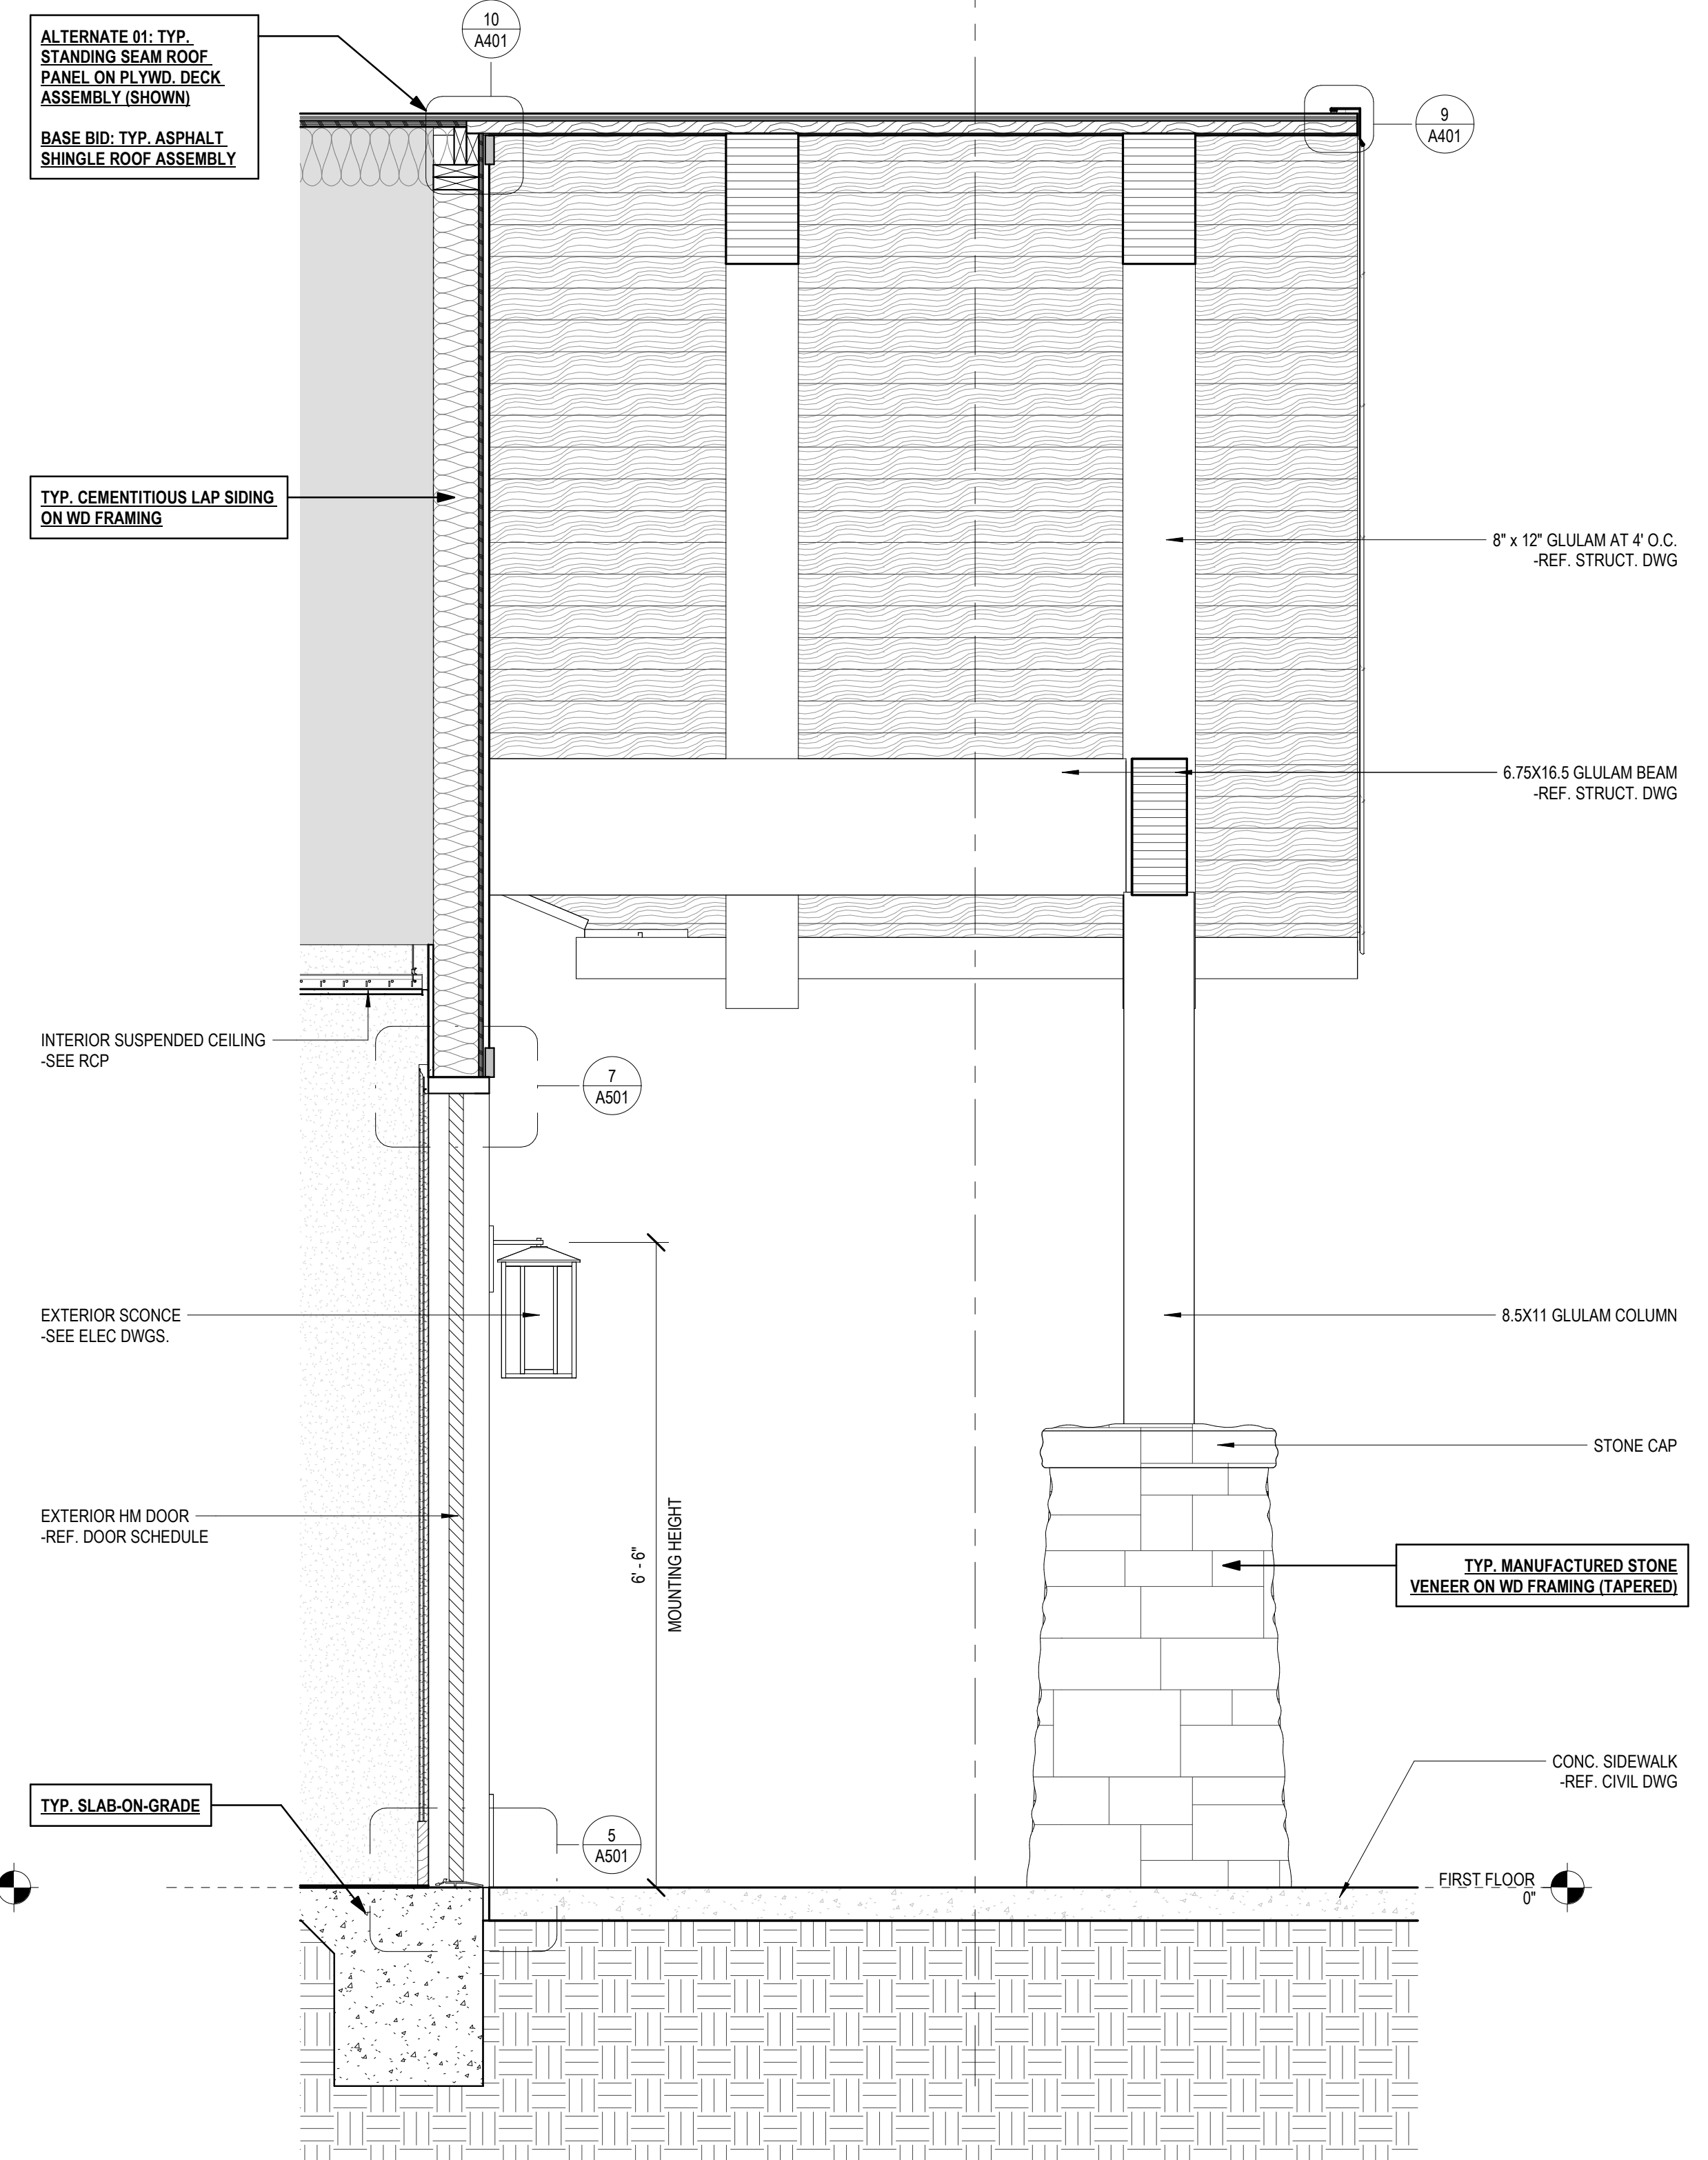 ALTERNATE 01: TYP.
STANDING SEAM ROOF
PANEL ON PLYWD. DECK
ASSEMBLY (SHOWN)
BASE BID: TYP. ASPHALT
SHINGLE ROOF ASSEMBLY
10
A401
9
A401
TYP. CEMENTITIOUS LAP SIDING
ON WD FRAMING
8" x 12" GLULAM AT 4' O.C.
-REF. STRUCT. DWG
6.75X16.5 GLULAM BEAM
-REF. STRUCT. DWG
INTERIOR SUSPENDED CEILING
-SEE RCP
7
A501
EXTERIOR SCONCE
-SEE ELEC DWGS.
8.5X11 GLULAM COLUMN
STONE CAP
EXTERIOR HM DOOR
-REF. DOOR SCHEDULE
6' - 6"
MOUNTING HEIGHT
TYP. MANUFACTURED STONE
VENEER ON WD FRAMING (TAPERED)
CONC. SIDEWALK
-REF. CIVIL DWG
TYP. SLAB-ON-GRADE
5
A501
FIRST FLOOR
0"